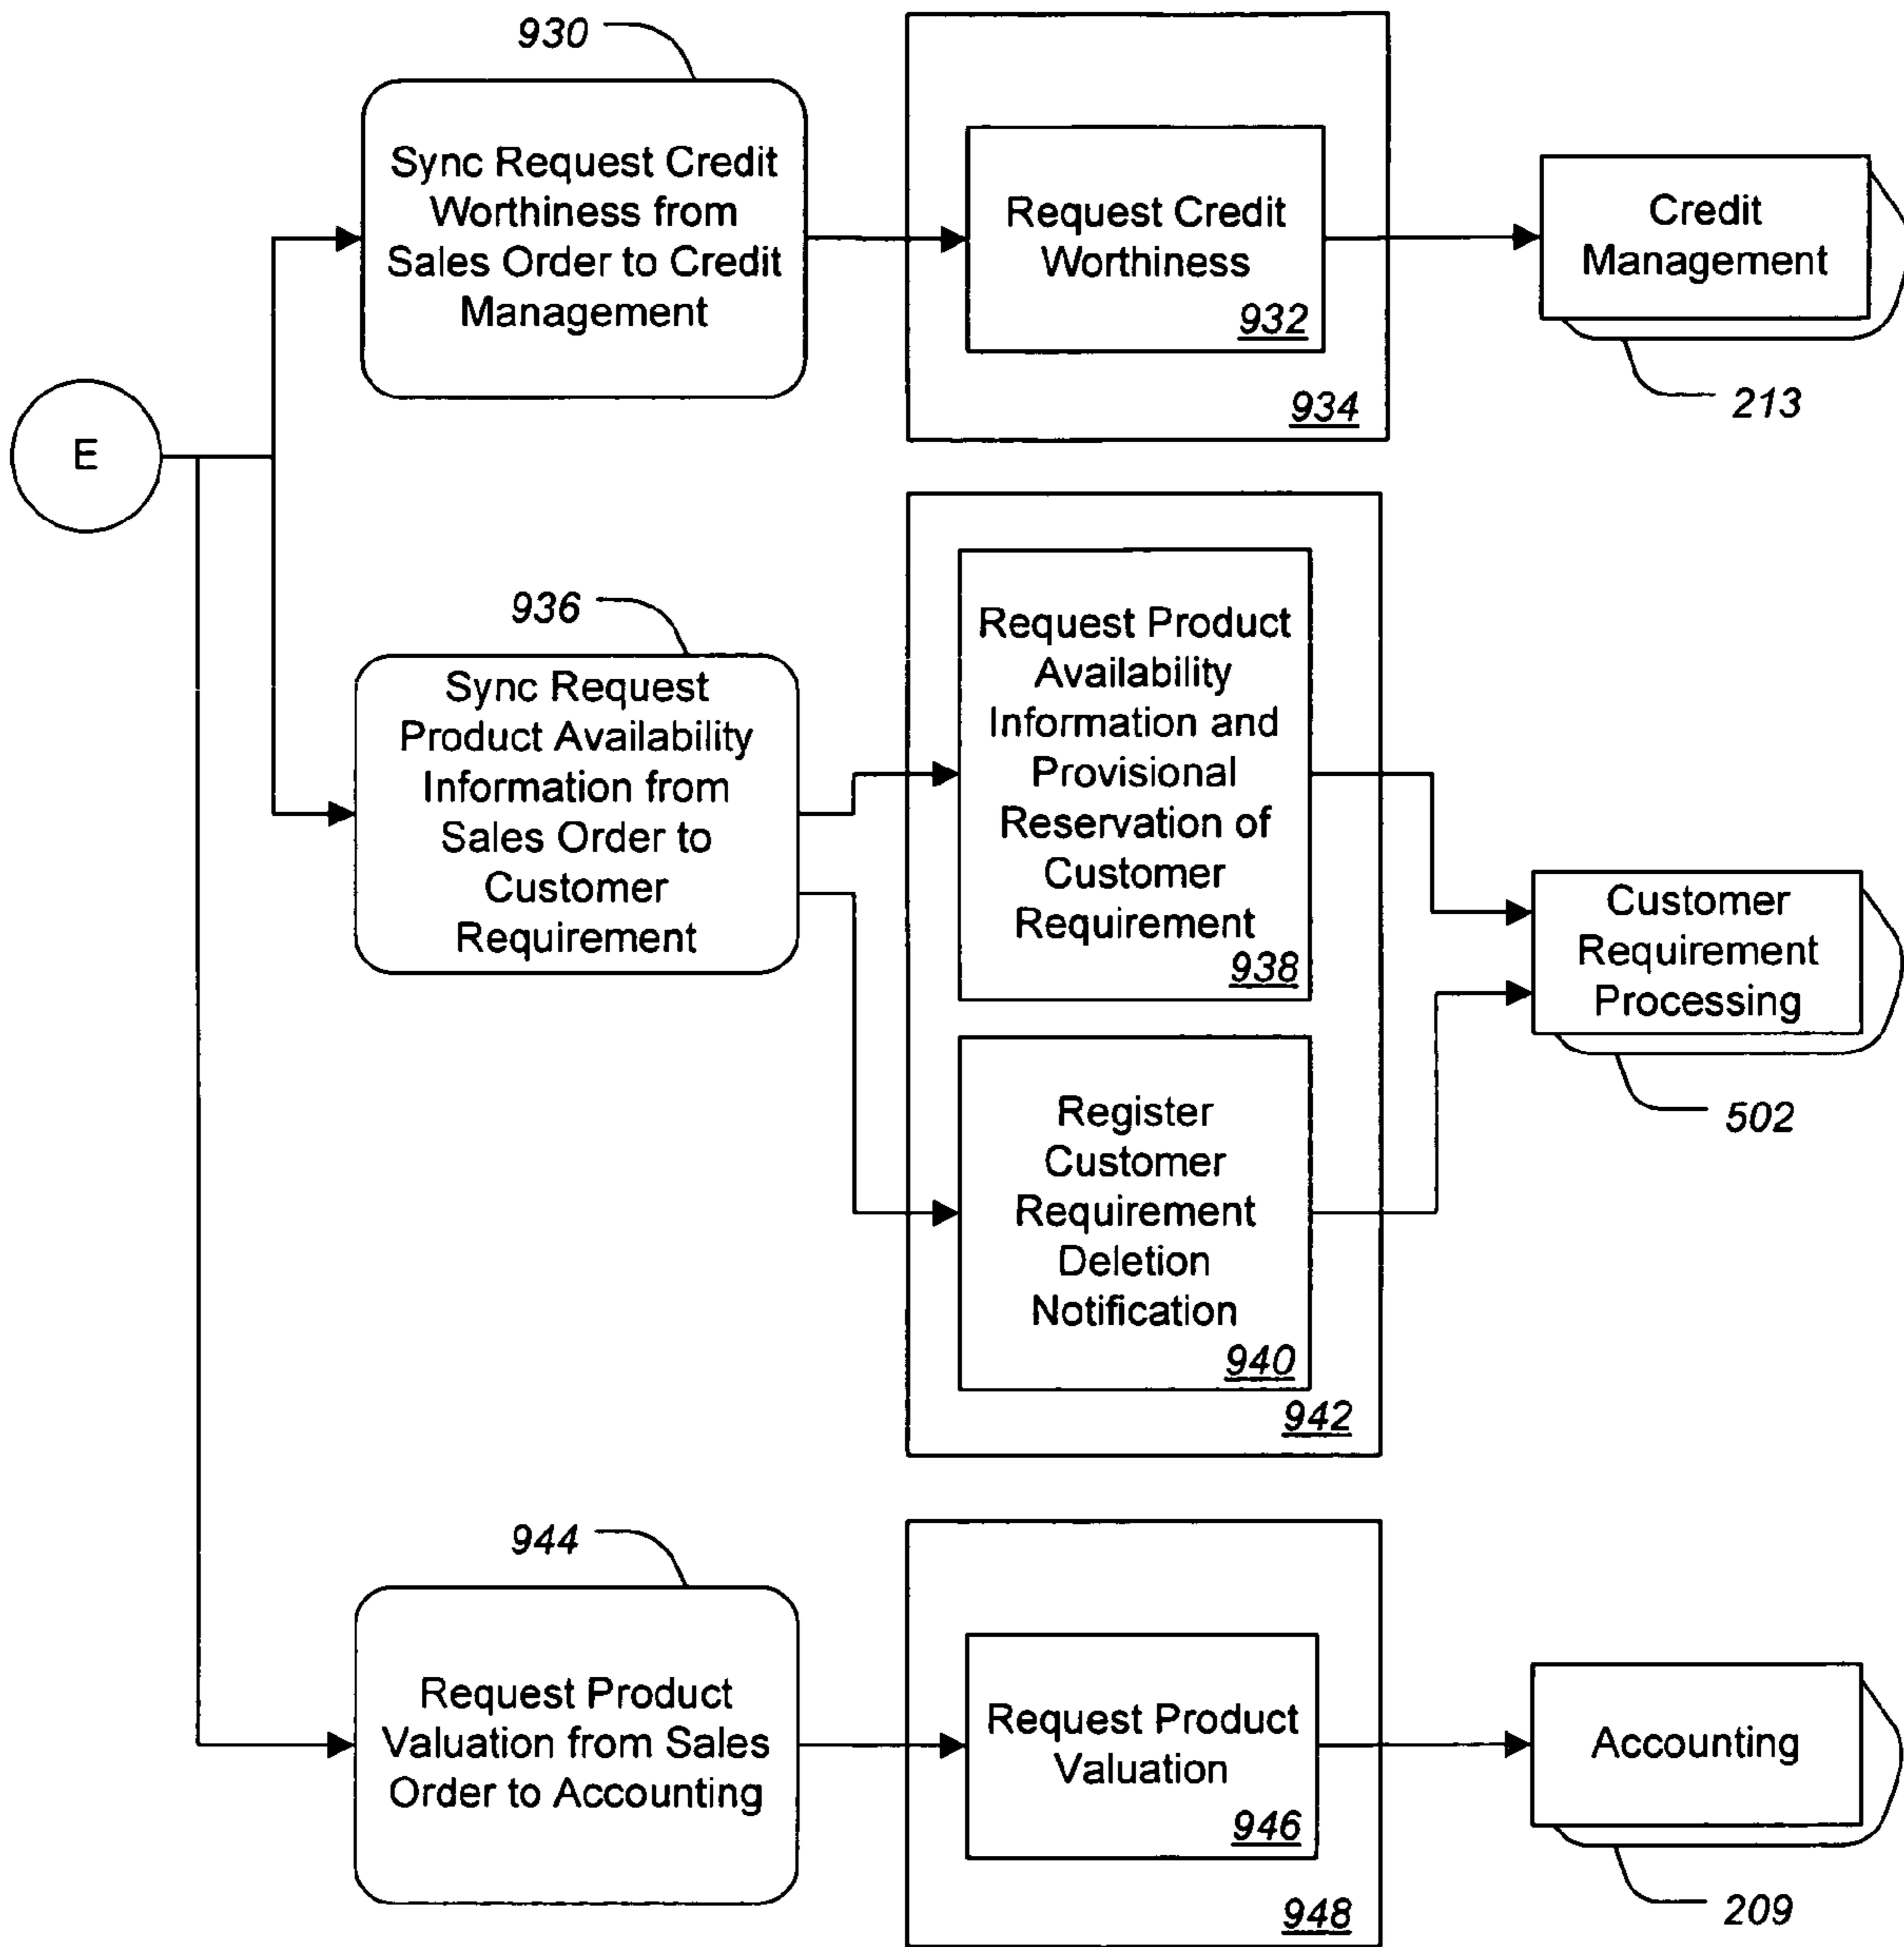 930
Sync Request Credit
Worthiness from
Sales Order to Credit
Management
Request Credit
Worthiness
932
934
Credit
Management
213
E
936
Sync Request
Product Availability
Information from
Sales Order to
Customer
Requirement
Request Product
Availability
Information and
Provisional
Reservation of
Customer
Requirement
938
Register
Customer
Requirement
Deletion
Notification
940
942
Customer
Requirement
Processing
502
944
Request Product
Valuation from Sales
Order to Accounting
Request Product
Valuation
946
948
Accounting
209